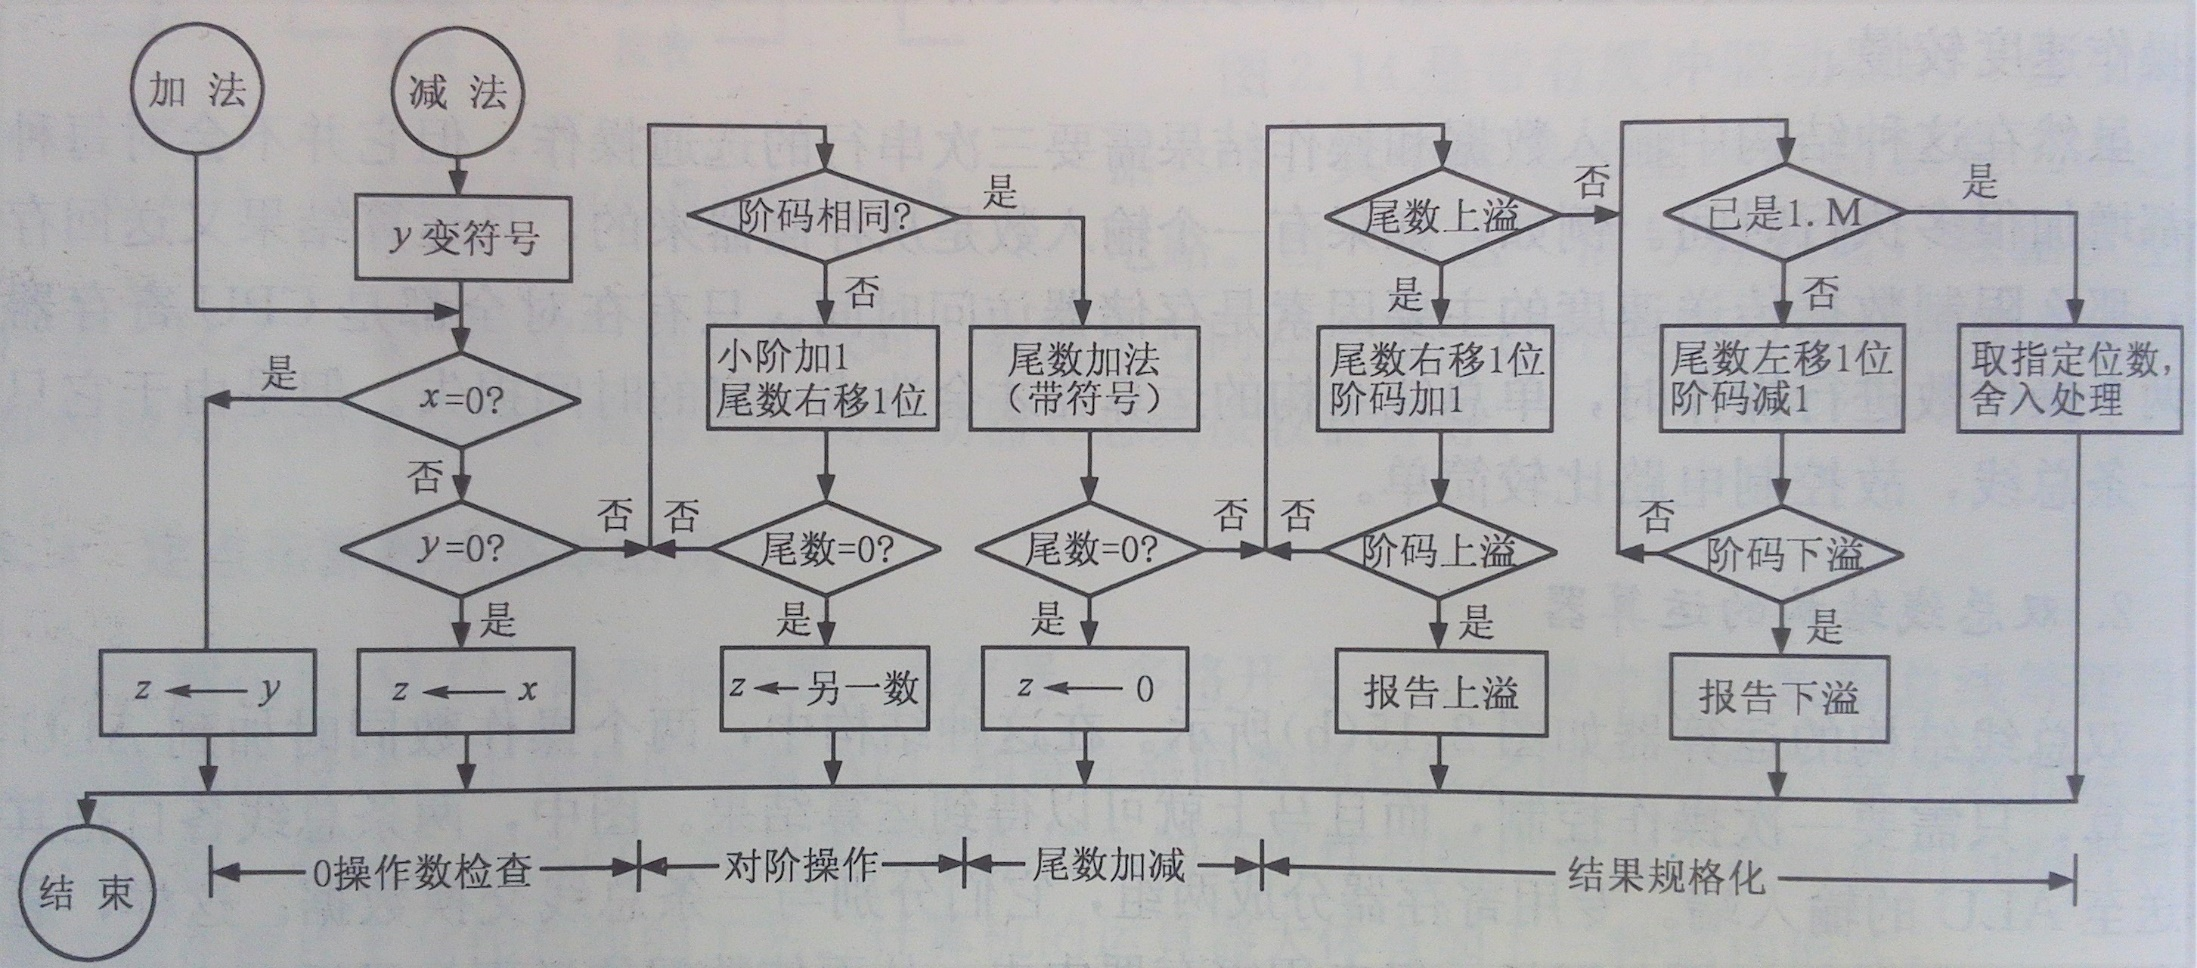 加 法
减 法
y 变符号
x=0?
是
否
y=0?
否
是
z ← y
z ← x
阶码相同?
是
否
小阶加1
尾数右移1位
尾数=0?
否
是
z ← 另一数
尾数加法
(带符号)
尾数=0?
否
是
z ← 0
尾数上溢
否
是
尾数右移1位
阶码加1
阶码上溢
否
是
报告上溢
已是1. M
是
否
尾数左移1位
阶码减1
阶码下溢
否
是
报告下溢
取指定位数,
舍入处理
结 束
0操作数检查
对阶操作
尾数加减
结果规格化